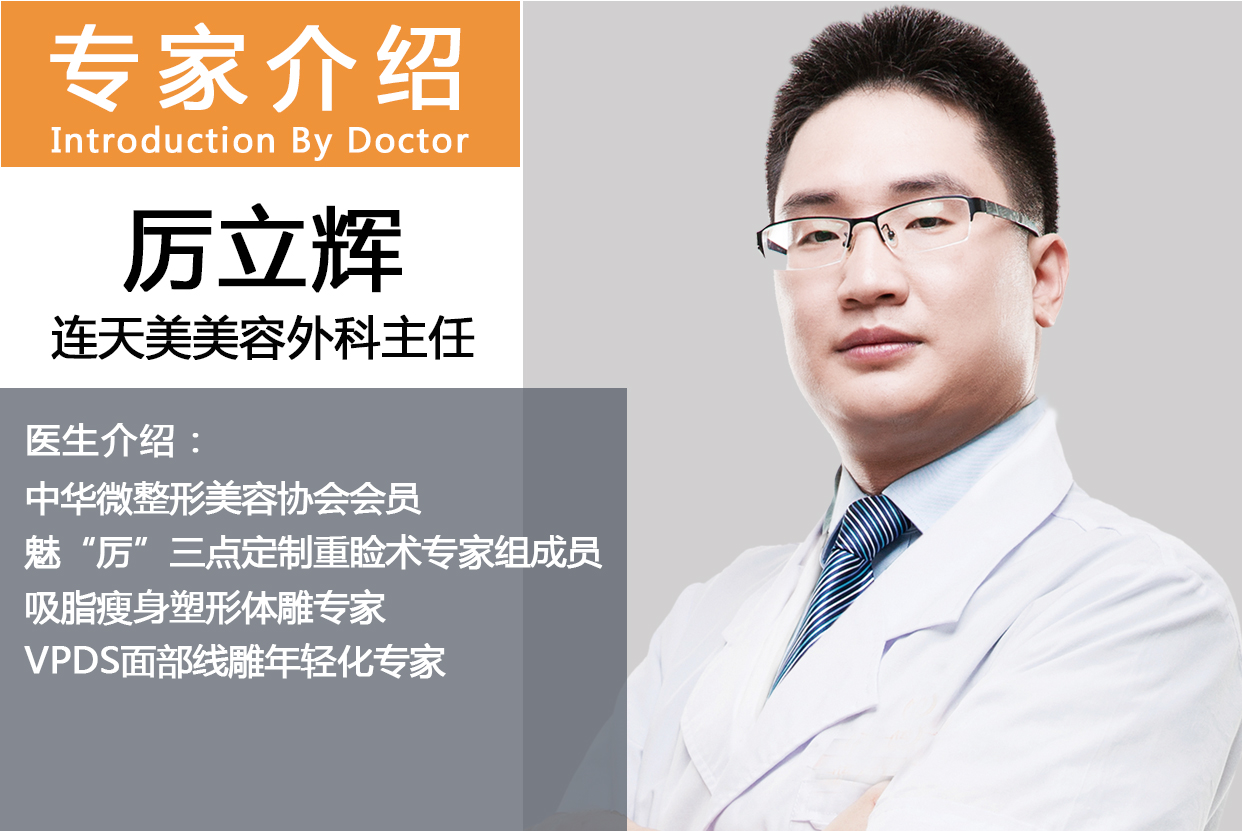 专家介绍
Introduction By Doctor
厉立辉
连天美美容外科主任
医生介绍：
中华微整形美容协会会员
魅“厉”三点定制重睑术专家组成员
吸脂瘦身塑形体雕专家
VPDS面部线雕年轻化专家